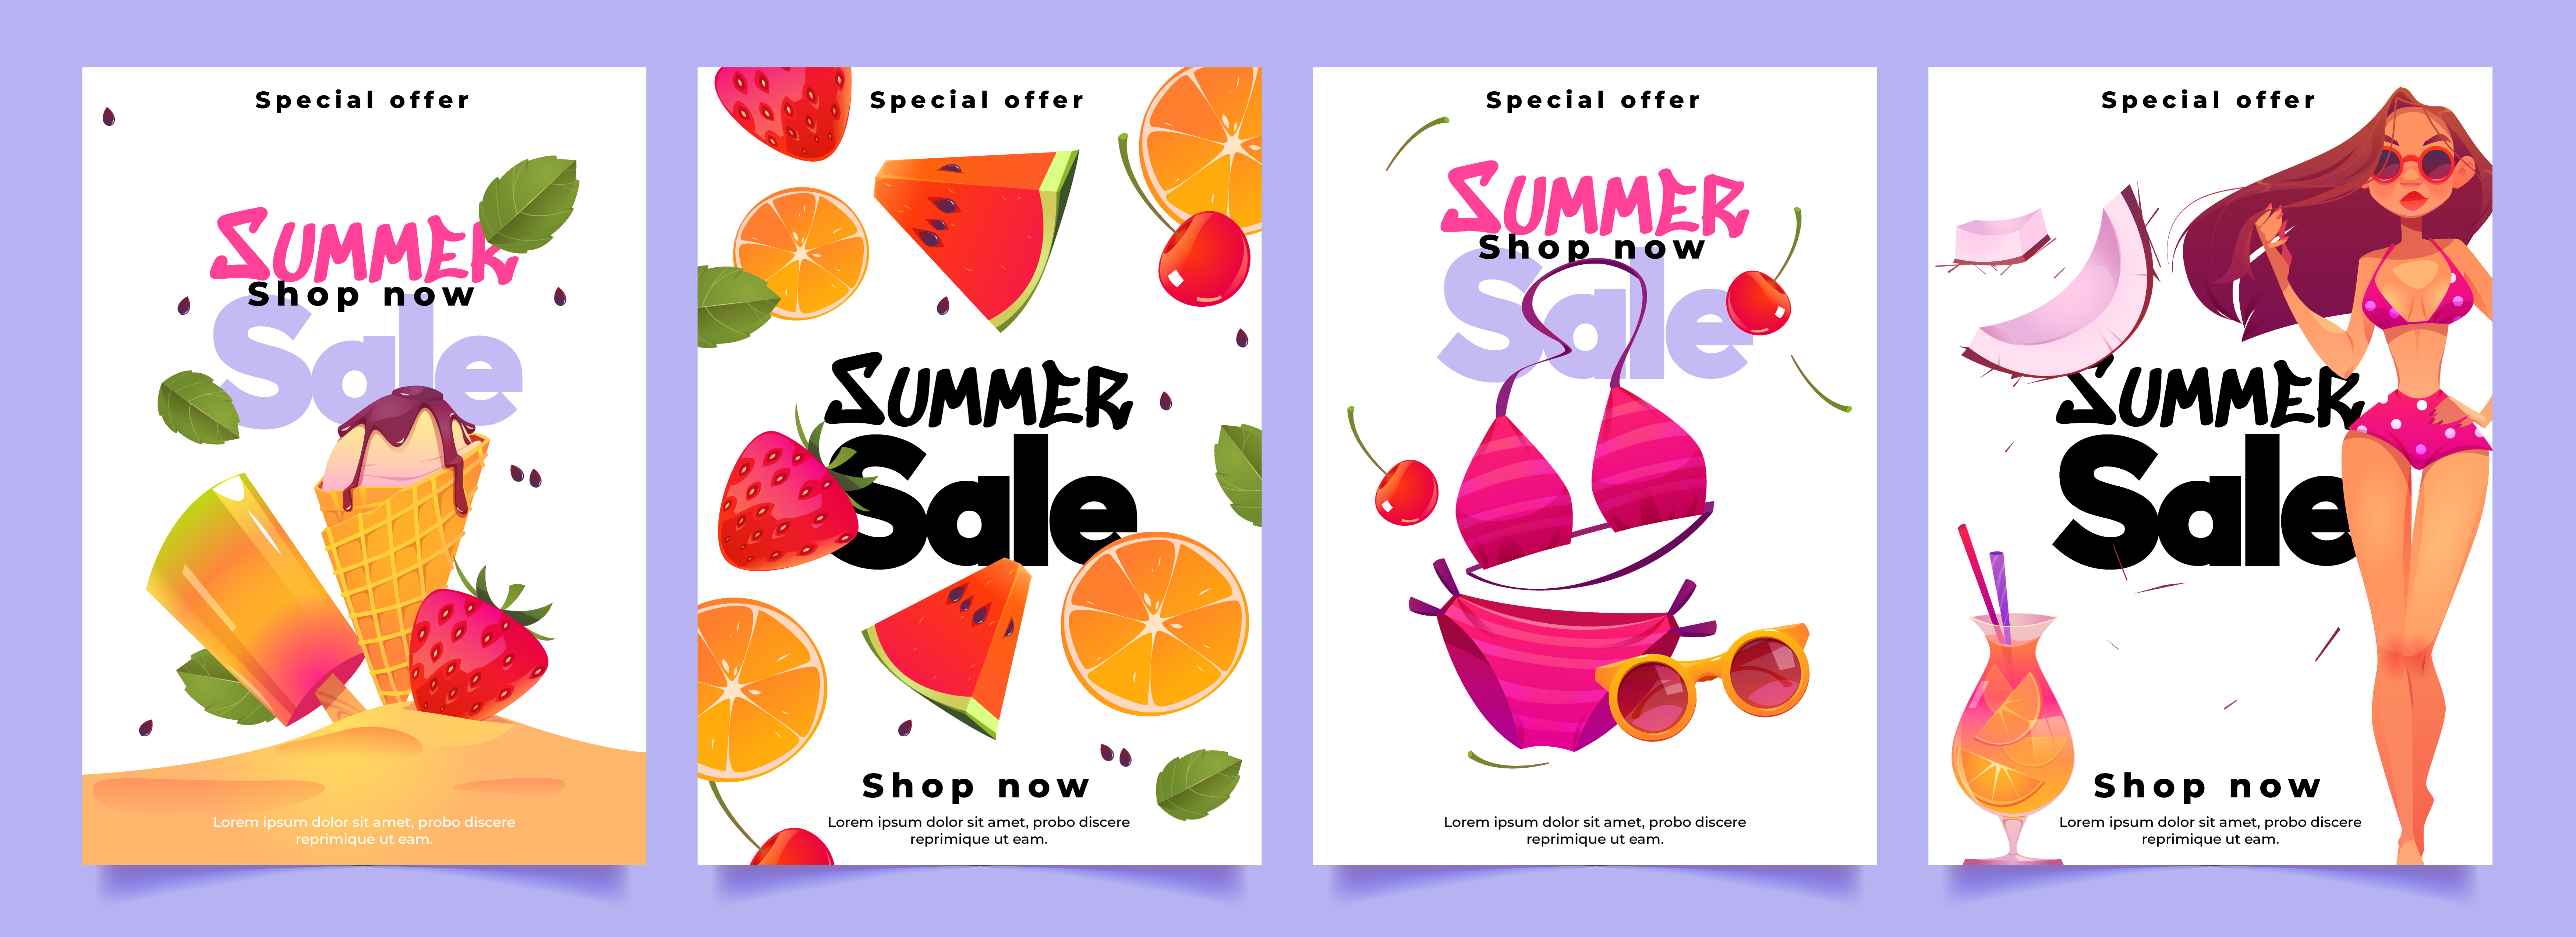 Special offer
SUMMER
Shop now
Sale
Lorem ipsum dolor sit amet, probo discere
reprimique ut eam.
Special offer
SUMMER
Sale
Shop now
Lorem ipsum dolor sit amet, probo discere
reprimique ut eam.
Special offer
SUMMER
Shop now
Sale
Lorem ipsum dolor sit amet, probo discere
reprimique ut eam.
Special offer
SUMMER
Sale
Shop now
Lorem ipsum dolor sit amet, probo discere
reprimique ut eam.